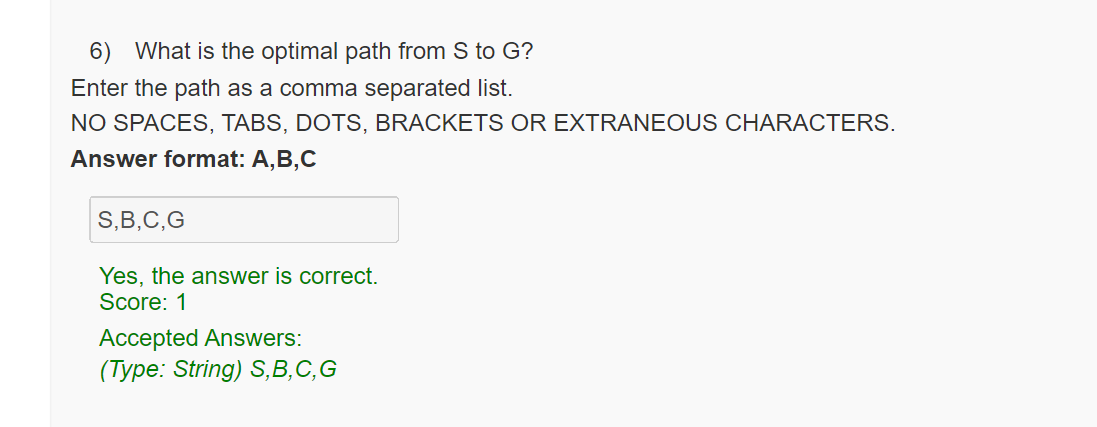 6) What is the optimal path from S to G?
Enter the path as a comma separated list.
NO SPACES, TABS, DOTS, BRACKETS OR EXTRANEOUS CHARACTERS.
Answer format: A,B,C
S,B,C,G
Yes, the answer is correct.
Score: 1
Accepted Answers:
(Type: String) S,B,C,G